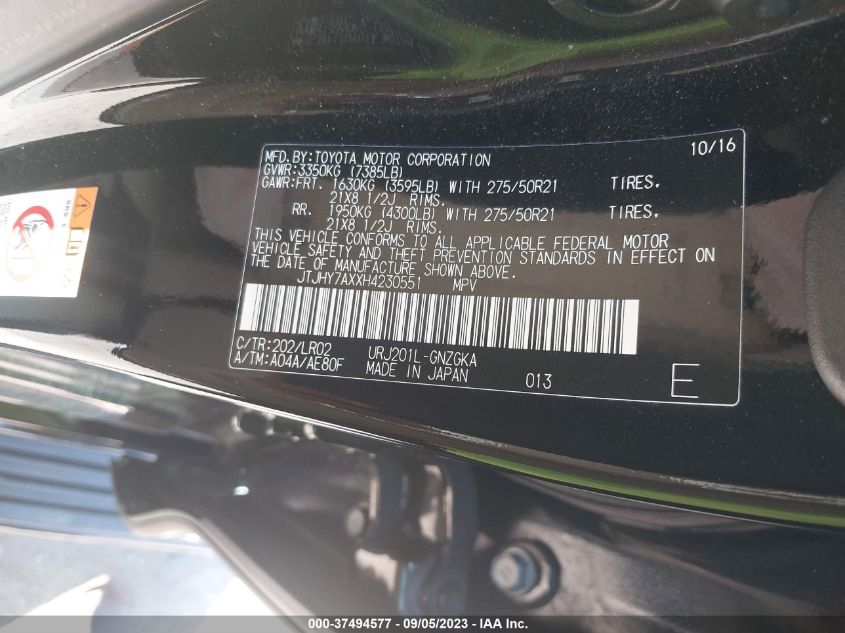 MFD.BY:TOYOTA MOTOR CORPORATION 10/16
GVWR:3350KG (7385LB)
GAWR:FRT. 1630KG (3595LB) WITH 275/50R21 TIRES.
21X8 1/2J RIMS.
RR. 1950KG (4300LB) WITH 275/50R21 TIRES.
21X8 1/2J RIMS.
THIS VEHICLE CONFORMS TO ALL APPLICABLE FEDERAL MOTOR
VEHICLE SAFETY AND THEFT PREVENTION STANDARDS IN EFFECT ON
THE DATE OF MANUFACTURE SHOWN ABOVE.
JTJHY7AXXH4230551 MPV
C/TR:202/LR02 URJ201L-GNZGKA
A/TM:A04A/AE80F MADE IN JAPAN 013 E
000-37494577 - 09/05/2023 - IAA Inc.